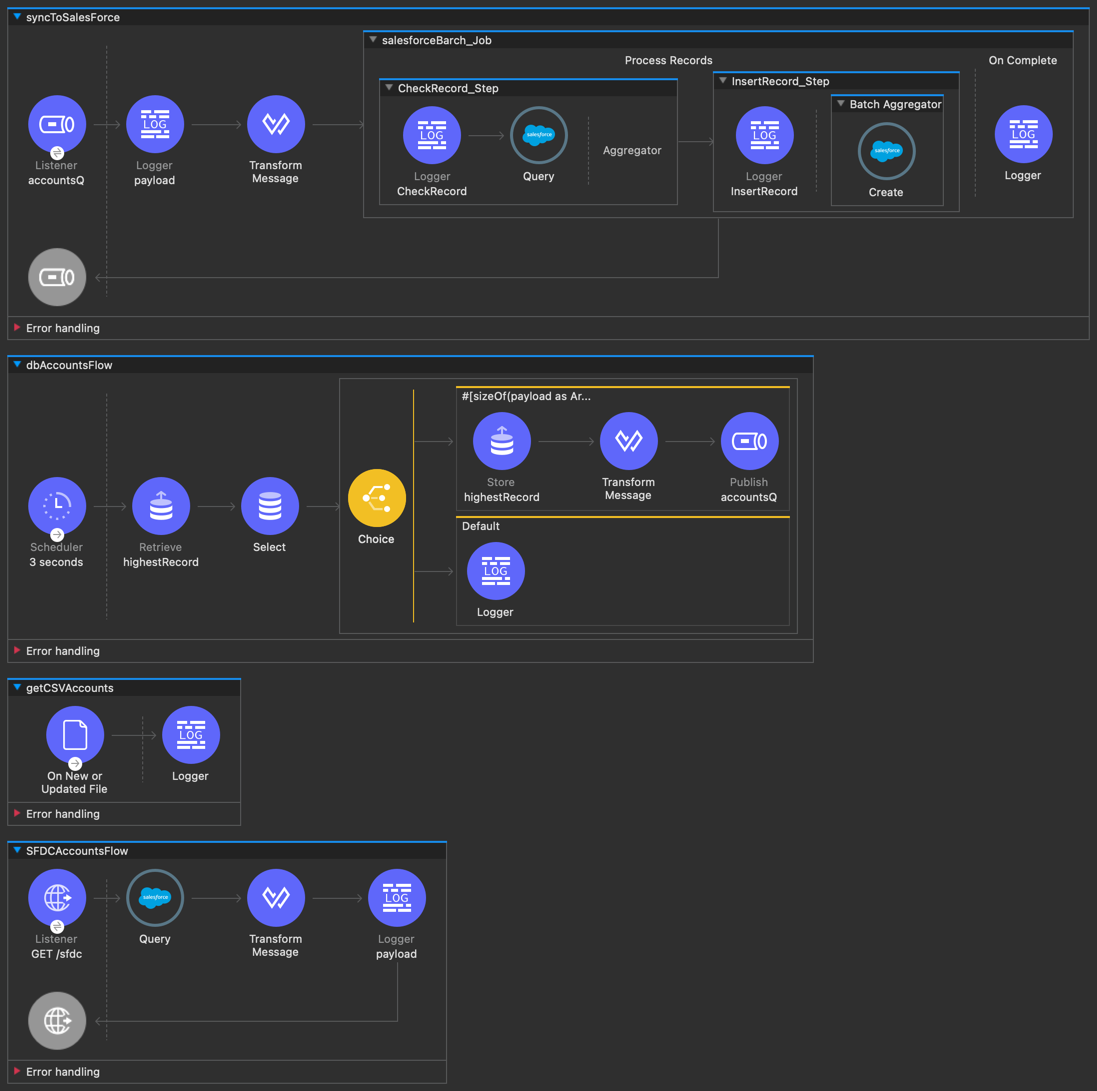 syncToSalesForce
salesforceBarch_Job
Process Records
On Complete
CheckRecord_Step
InsertRecord_Step
Batch Aggregator
LOG
LOG
salesforce
Aggregator
LOG
salesforce
LOG
Listener
accountsQ
Logger
payload
Transform
Message
Logger
CheckRecord
Query
Logger
InsertRecord
Create
Logger
Error handling
dbAccountsFlow
#[sizeOf(payload as Ar...
Store
highestRecord
Transform
Message
Publish
accountsQ
Scheduler
3 seconds
Retrieve
highestRecord
Select
Choice
Default
LOG
Logger
Error handling
getCSVAccounts
LOG
On New or
Updated File
Logger
Error handling
SFDCAccountsFlow
salesforce
LOG
Listener
GET /sfdc
Query
Transform
Message
Logger
payload
Error handling